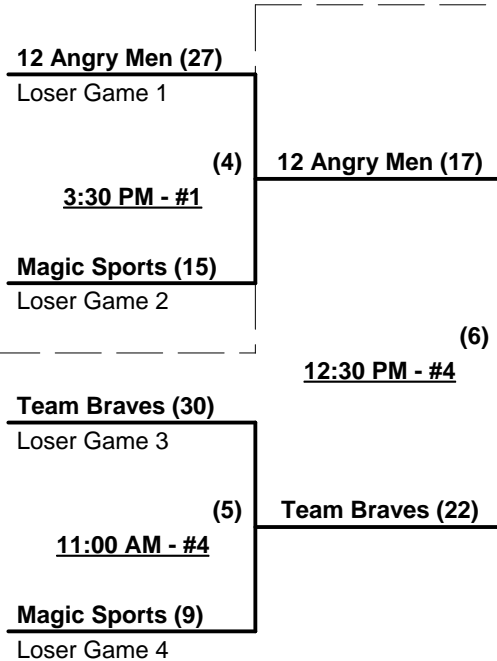 12 Angry Men (27)
Loser Game 1
(4)
12 Angry Men (17)
3:30 PM - #1
Magic Sports (15)
Loser Game 2
(6)
12:30 PM - #4
Team Braves (30)
Loser Game 3
(5)
Team Braves (22)
11:00 AM - #4
Magic Sports (9)
Loser Game 4